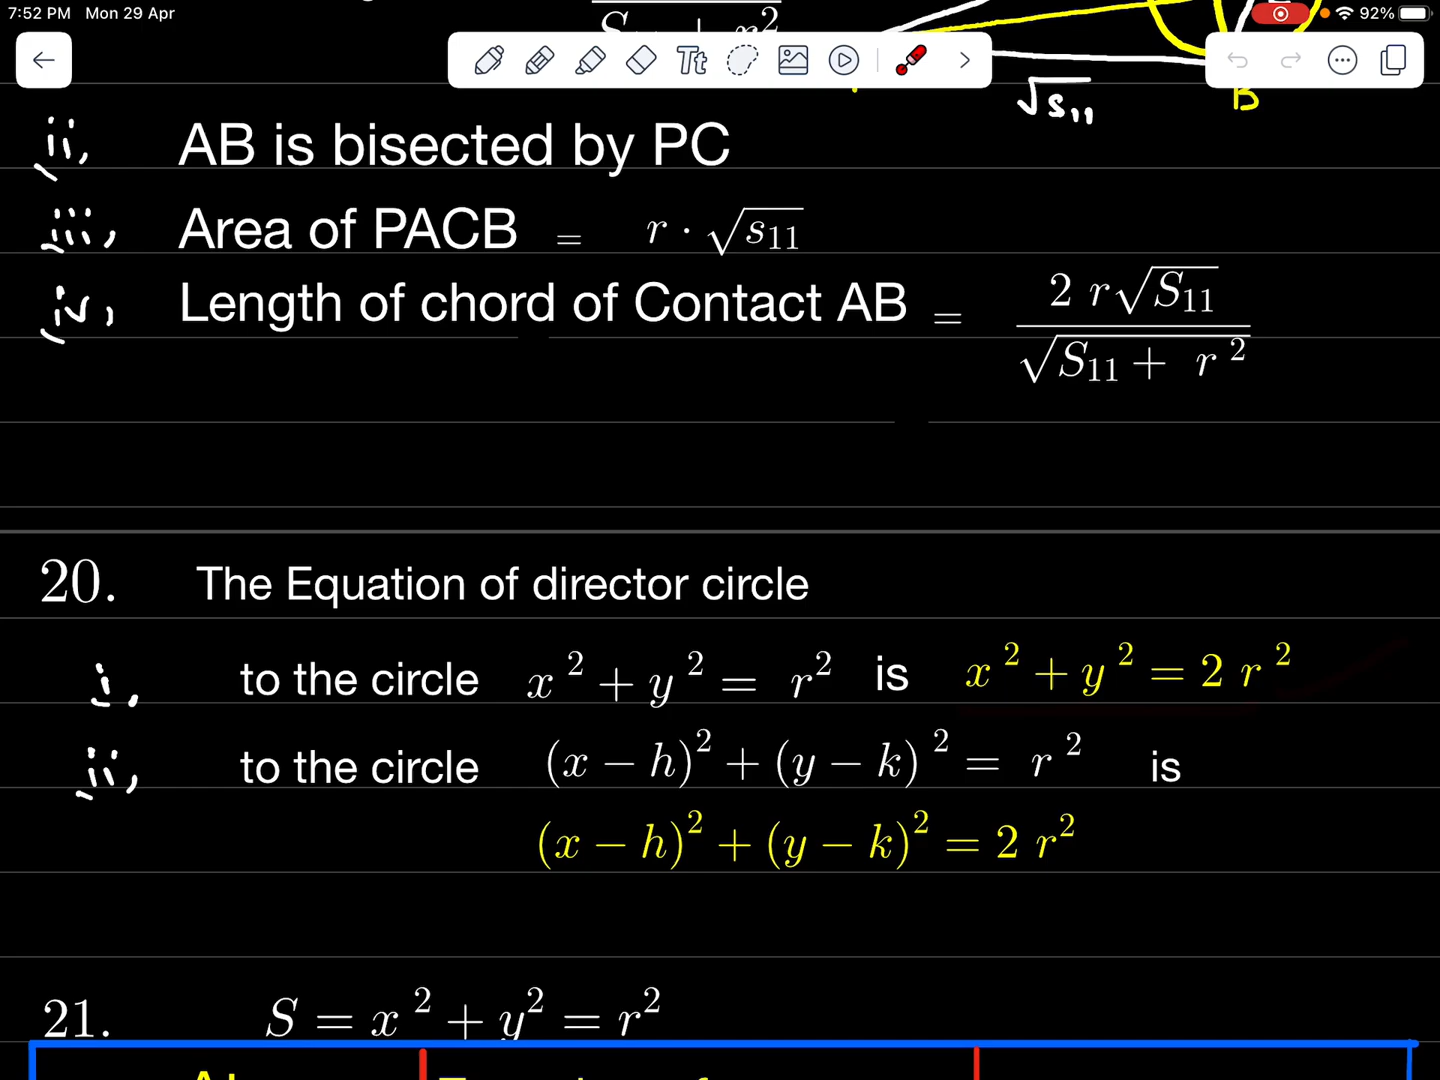 7:52 PM Mon 29 Apr 92%
√S₁₁ B
ii, AB is bisected by PC
iii, Area of PACB = r · √s₁₁
iv, Length of chord of Contact AB = 2 r√S₁₁ / √S₁₁ + r²
20. The Equation of director circle
i. to the circle x² + y² = r² is x² + y² = 2 r²
ii, to the circle (x − h)² + (y − k)² = r² is
(x − h)² + (y − k)² = 2 r²
21. S = x² + y² = r²